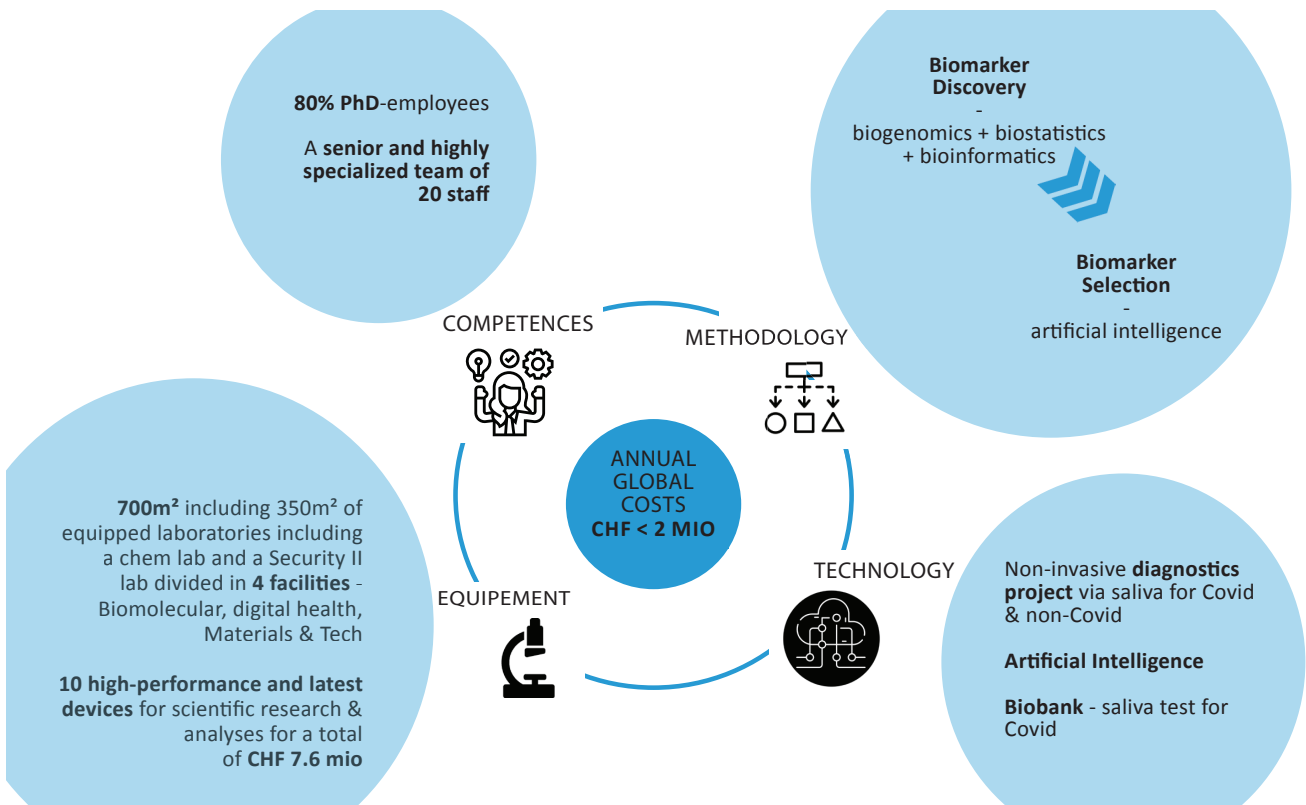 80% PhD-employees
A senior and highly
specialized team of
20 staff
Biomarker
Discovery
-
biogenomics + biostatistics
+ bioinformatics
Biomarker
Selection
-
artificial intelligence
COMPETENCES
METHODOLOGY
ANNUAL
GLOBAL
COSTS
CHF < 2 MIO
700m² including 350m² of
equipped laboratories including
a chem lab and a Security II
lab divided in 4 facilities -
Biomolecular, digital health,
Materials & Tech
10 high-performance and latest
devices for scientific research &
analyses for a total
of CHF 7.6 mio
EQUIPEMENT
TECHNOLOGY
Non-invasive diagnostics
project via saliva for Covid
& non-Covid
Artificial Intelligence
Biobank - saliva test for
Covid